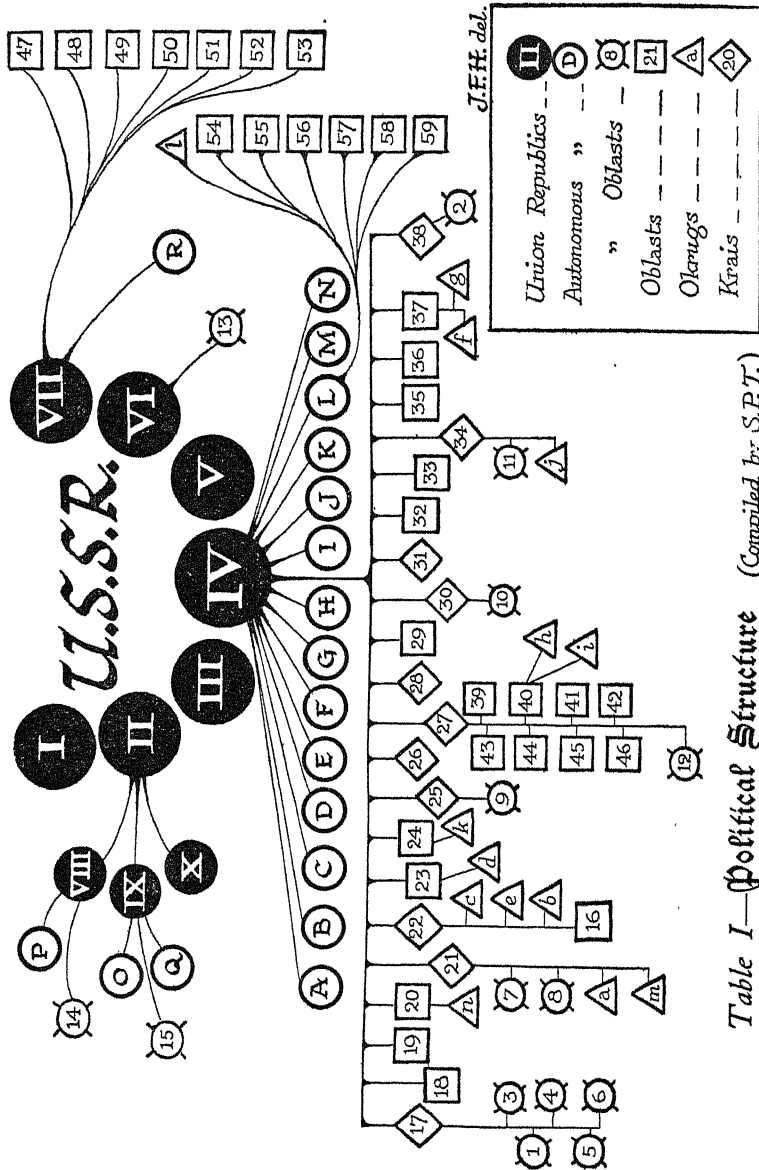 U.S.S.R.
I
II
III
IV
V
VI
VII
VIII
IX
X
P
14
O
15
Q
R
13
47
48
49
50
51
52
53
l
54
55
56
57
58
59
A B C D E F G H I J K L M N
17 18 19 20 21 22 23 24 25 26 27 28 29 30 31 32 33 34 35 36 37 38
3 1 4 5 6
n
7 8 a m
c e b 16
d
k
9
39 43 40 44 41 45 42 46 12
h i
10
11 j
f g
2
J.F.H. del.
Union Republics --- II
Autonomous " --- D
" Oblasts — 8
Oblasts ---- 21
Okrugs ---- a
Krais ---- 20
Table I—Political Structure (Compiled by S.P.T.)